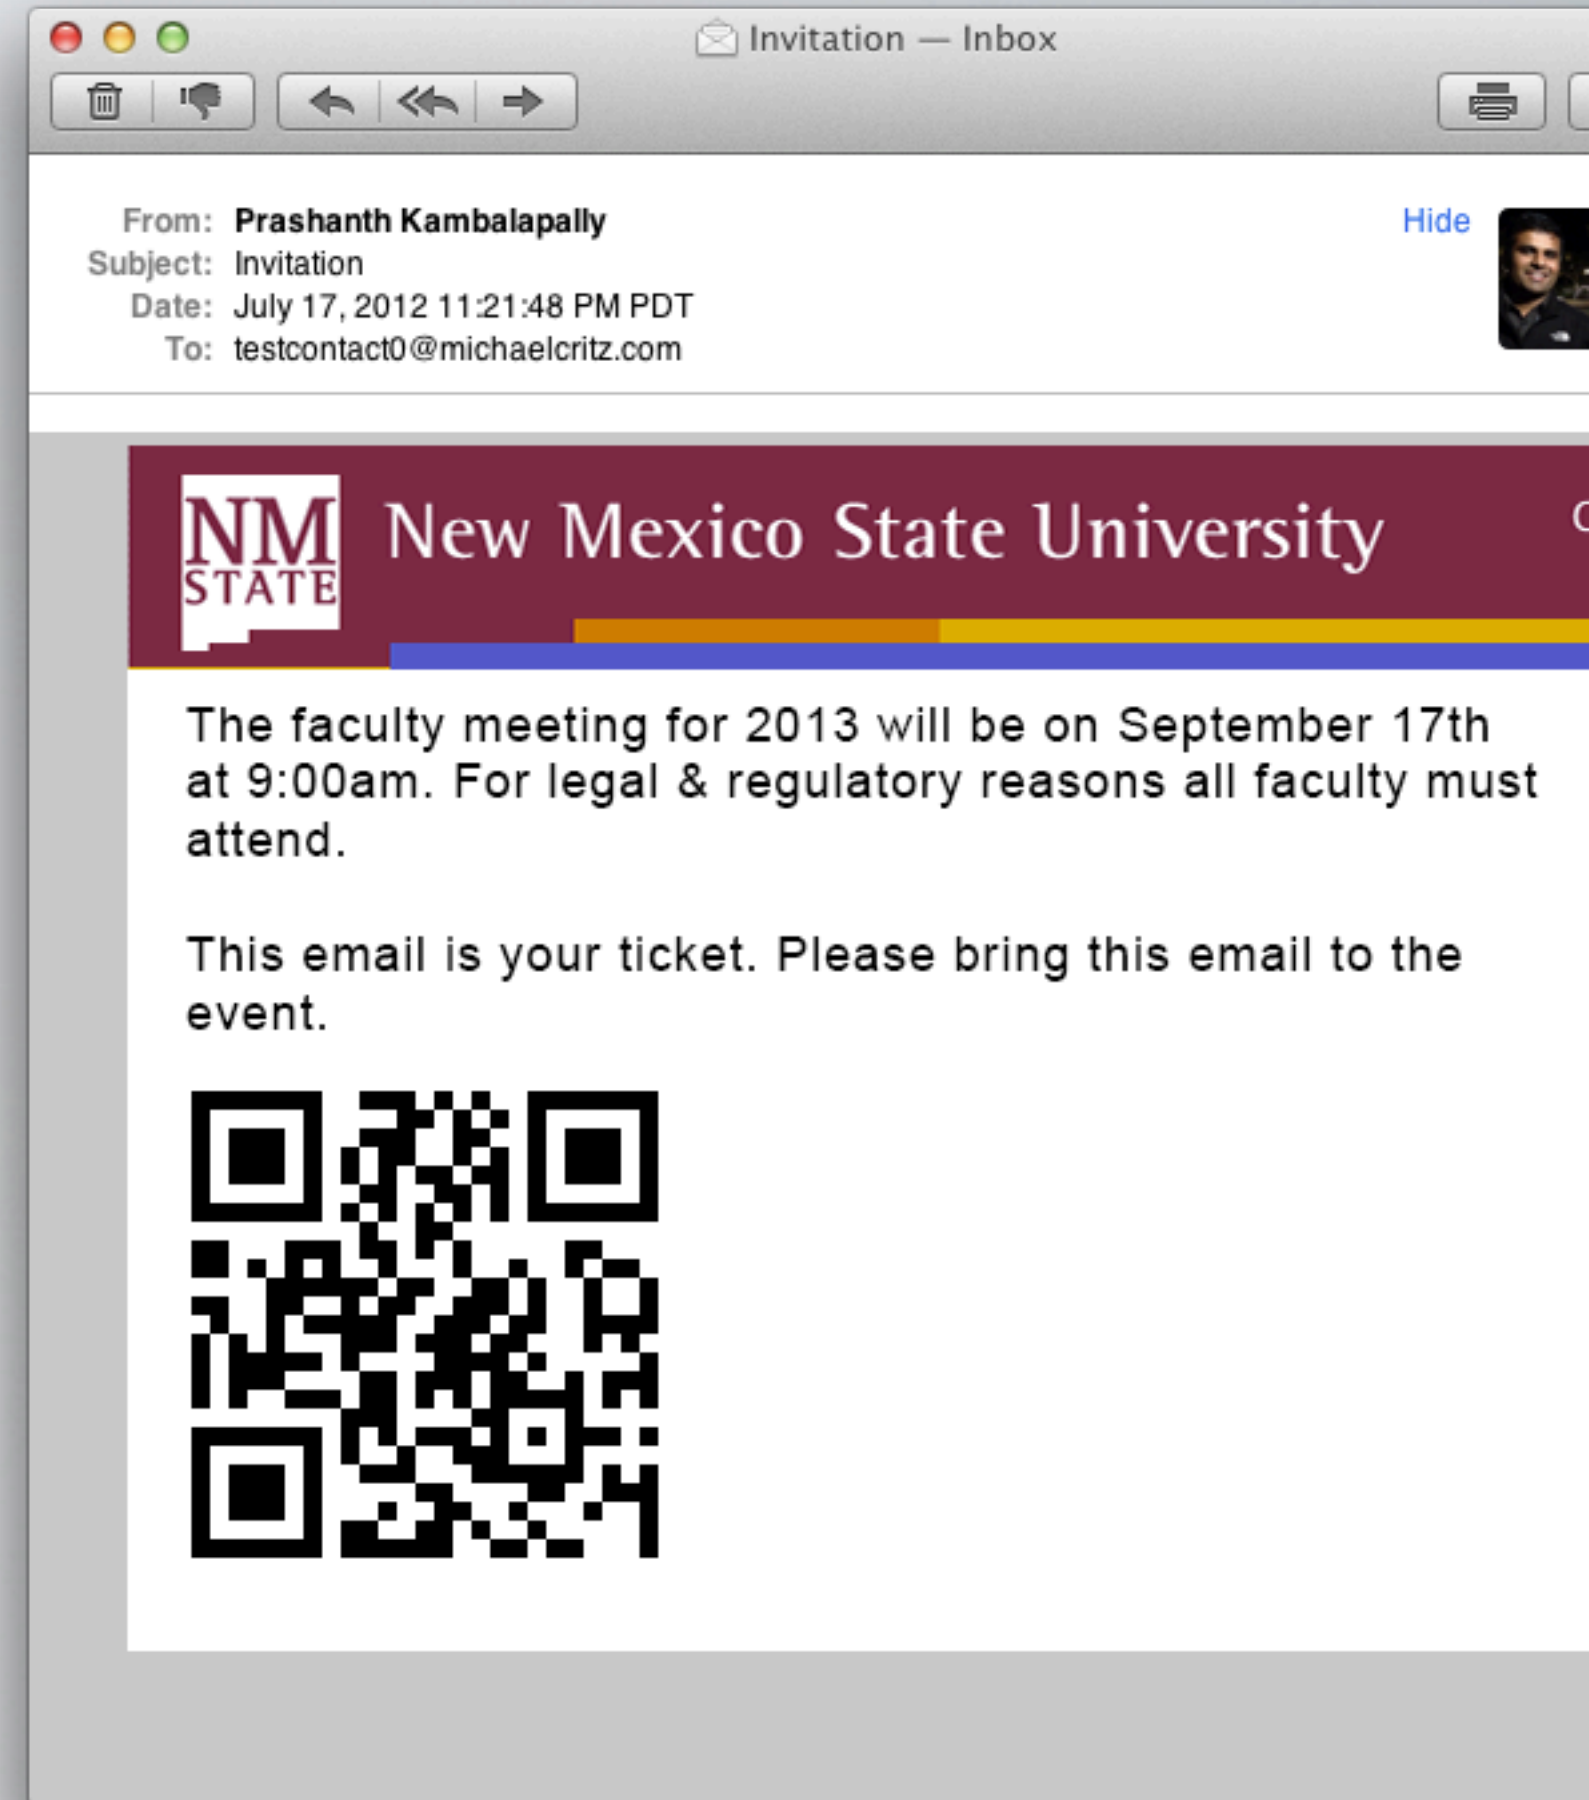 Invitation — Inbox
From: Prashanth Kambalapally
Hide
Subject: Invitation
Date: July 17, 2012 11:21:48 PM PDT
To: testcontact0@michaelcritz.com
NM
STATE
New Mexico State University
The faculty meeting for 2013 will be on September 17th
at 9:00am. For legal & regulatory reasons all faculty must
attend.
This email is your ticket. Please bring this email to the
event.